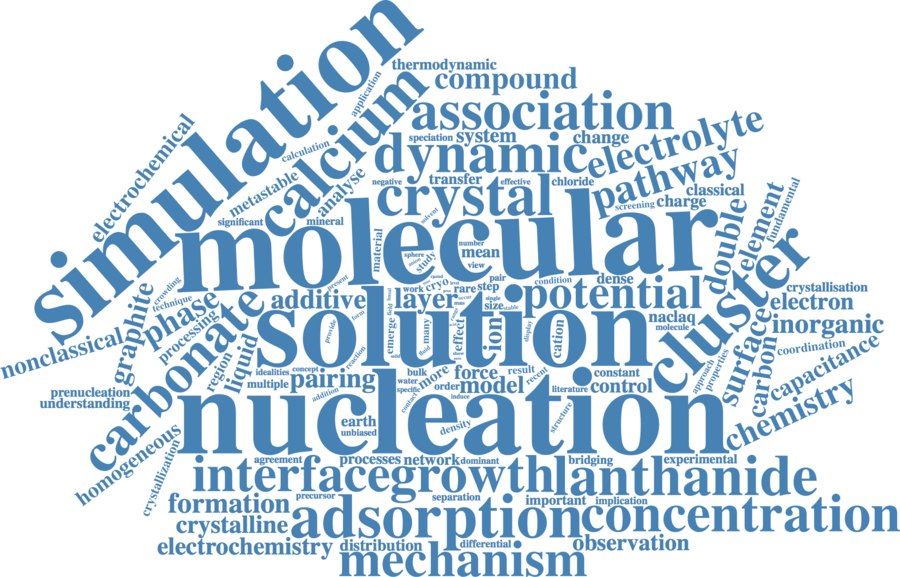 simulation
thermodynamic
compound
application
calcium
association
electrochemical
calculation
speciation
system
change
electrolyte
dynamic
metastable
analyse
negative
transfer
effective
chloride
pathway
classical
crystal
screening
charge
significant
mineral
solvent
molecular
double
element
fundamental
material
sphere
study
number
mean
view
cluster
crowding
technique
present
work
cryo
level
rare
step
pair
condition
dense
crystallisation
graphite
phase
additive
layer
single
size
stable
potential
electron
processing
form
provide
emerge
many
fluid
effect
ion
display
cation
naclaq
molecule
surface
inorganic
nonclassical
carbonate
region
liquid
solution
reaction
coordination
carbon
approach
properties
capacitance
idealities
concept
bulk
more
force
result
recent
constant
multiple
pairing
water
specific
order
model
literature
control
prenucleation
understanding
addition
contact
induce
structure
chemistry
earth
unbiased
density
nucleation
homogeneous
crystallization
agreement
processes
network
dominant
bridging
experimental
interface
growth
lanthanide
formation
precursor
separation
important
implication
crystalline
adsorption
concentration
electrochemistry
distribution
differential
observation
mechanism